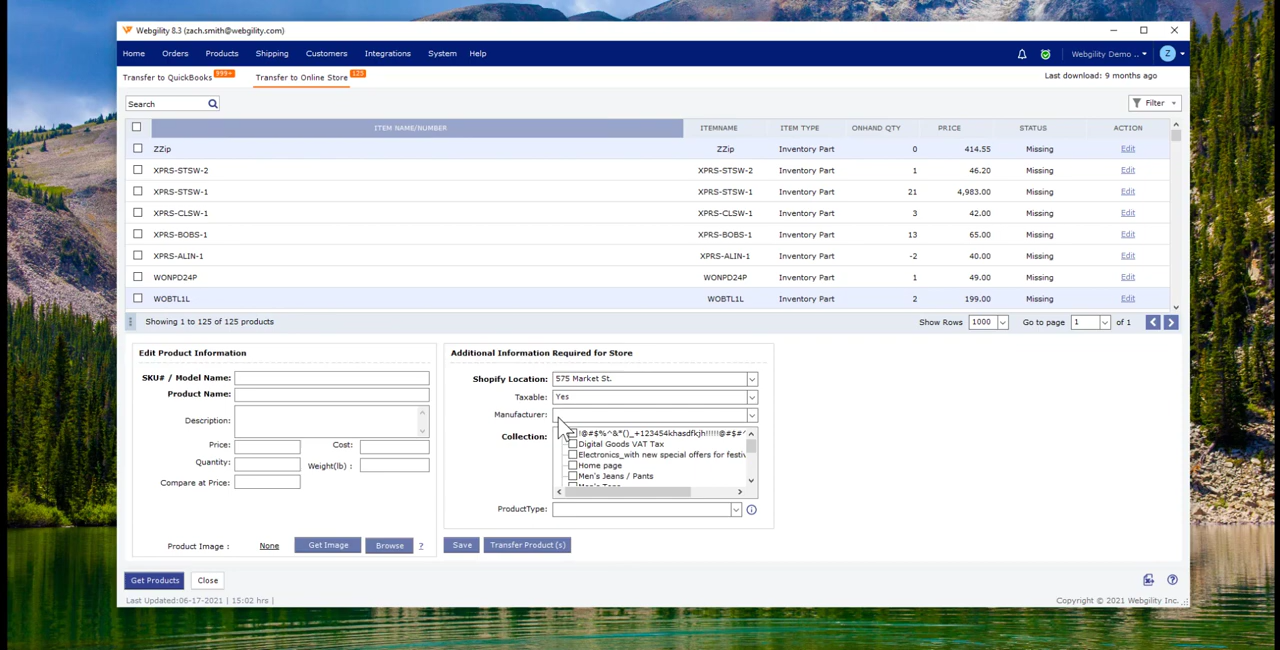 Webgility 8.3 (zach.smith@webgility.com)
Home Orders Products Shipping Customers Integrations System Help Webgility Demo .. Z
Transfer to QuickBooks 999+ Transfer to Online Store 125 Last download: 9 months ago
Search Filter
ITEM NAME/NUMBER ITEMNAME ITEM TYPE ONHAND QTY PRICE STATUS ACTION
ZZip ZZip Inventory Part 0 414.55 Missing Edit
XPRS-STSW-2 XPRS-STSW-2 Inventory Part 1 46.20 Missing Edit
XPRS-STSW-1 XPRS-STSW-1 Inventory Part 21 4,983.00 Missing Edit
XPRS-CLSW-1 XPRS-CLSW-1 Inventory Part 3 42.00 Missing Edit
XPRS-BOBS-1 XPRS-BOBS-1 Inventory Part 13 65.00 Missing Edit
XPRS-ALIN-1 XPRS-ALIN-1 Inventory Part -2 40.00 Missing Edit
WONPD24P WONPD24P Inventory Part 1 49.00 Missing Edit
WOBTL1L WOBTL1L Inventory Part 2 199.00 Missing Edit
Showing 1 to 125 of 125 products Show Rows 1000 Go to page 1 of 1
Edit Product Information
SKU# / Model Name:
Product Name:
Description:
Price: Cost:
Quantity: Weight(lb) :
Compare at Price:
Product Image : None Get Image Browse ?
Additional Information Required for Store
Shopify Location: 575 Market St.
Taxable: Yes
Manufacturer:
Collection: !@#$%^&*()_+123454khasdfkjh!!!!!@#$#^
Digital Goods VAT Tax
Electronics_with new special offers for festiv
Home page
Men's Jeans / Pants
Men's Tops
ProductType:
Save Transfer Product (s)
Get Products Close
Last Updated:06-17-2021 | 15:02 hrs | Copyright © 2021 Webgility Inc.